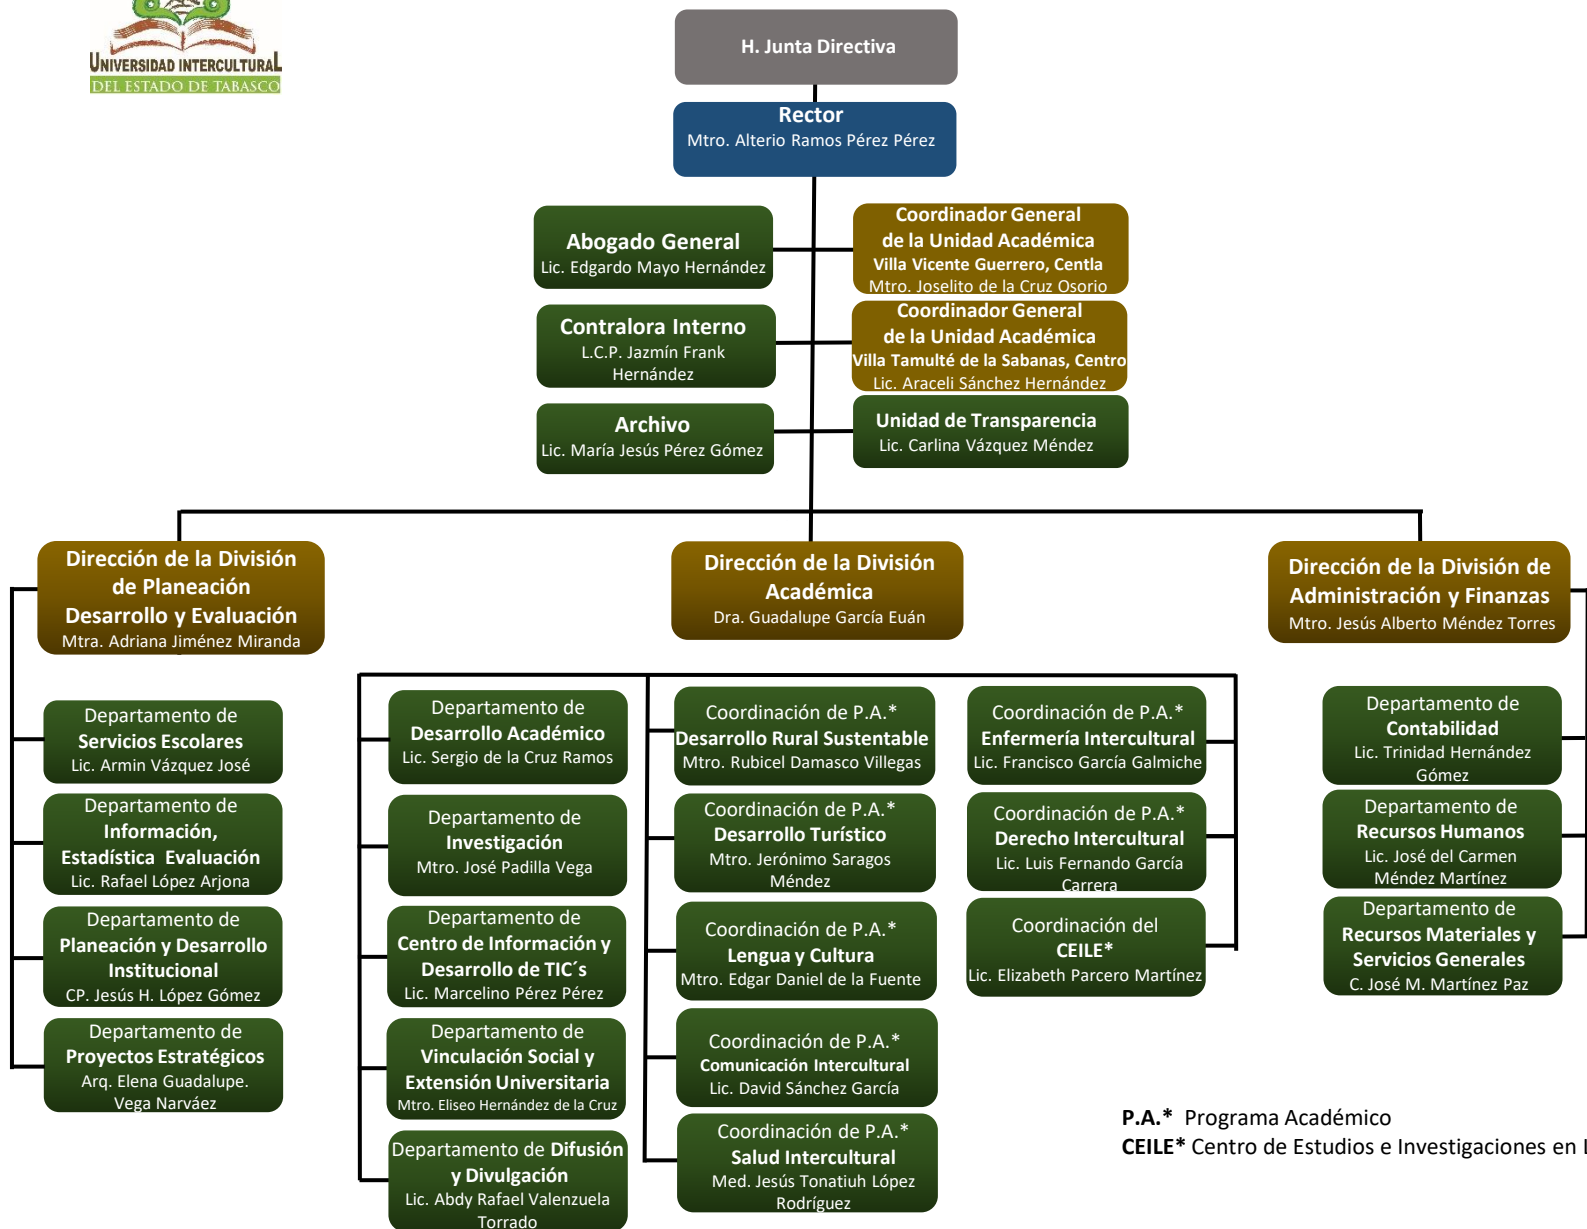 UNIVERSIDAD INTERCULTURAL
DEL ESTADO DE TABASCO
H. Junta Directiva
Rector
Mtro. Alterio Ramos Pérez Pérez
Abogado General
Lic. Edgardo Mayo Hernández
Coordinador General
de la Unidad Académica
Villa Vicente Guerrero, Centla
Mtro. Joselito de la Cruz Osorio
Contralora Interno
L.C.P. Jazmín Frank
Hernández
Coordinador General
de la Unidad Académica
Villa Tamulté de la Sabanas, Centro
Lic. Araceli Sánchez Hernández
Archivo
Lic. María Jesús Pérez Gómez
Unidad de Transparencia
Lic. Carlina Vázquez Méndez
Dirección de la División
de Planeación
Desarrollo y Evaluación
Mtra. Adriana Jiménez Miranda
Dirección de la División
Académica
Dra. Guadalupe García Euán
Dirección de la División de
Administración y Finanzas
Mtro. Jesús Alberto Méndez Torres
Departamento de
Servicios Escolares
Lic. Armin Vázquez José
Departamento de
Información,
Estadística Evaluación
Lic. Rafael López Arjona
Departamento de
Planeación y Desarrollo
Institucional
CP. Jesús H. López Gómez
Departamento de
Proyectos Estratégicos
Arq. Elena Guadalupe.
Vega Narváez
Departamento de
Desarrollo Académico
Lic. Sergio de la Cruz Ramos
Departamento de
Investigación
Mtro. José Padilla Vega
Departamento de
Centro de Información y
Desarrollo de TIC´s
Lic. Marcelino Pérez Pérez
Departamento de
Vinculación Social y
Extensión Universitaria
Mtro. Eliseo Hernández de la Cruz
Departamento de Difusión
y Divulgación
Lic. Abdy Rafael Valenzuela
Torrado
Coordinación de P.A.*
Desarrollo Rural Sustentable
Mtro. Rubicel Damasco Villegas
Coordinación de P.A.*
Desarrollo Turístico
Mtro. Jerónimo Saragos
Méndez
Coordinación de P.A.*
Lengua y Cultura
Mtro. Edgar Daniel de la Fuente
Coordinación de P.A.*
Comunicación Intercultural
Lic. David Sánchez García
Coordinación de P.A.*
Salud Intercultural
Med. Jesús Tonatiuh López
Rodríguez
Coordinación de P.A.*
Enfermería Intercultural
Lic. Francisco García Galmiche
Coordinación de P.A.*
Derecho Intercultural
Lic. Luis Fernando García
Carrera
Coordinación del
CEILE*
Lic. Elizabeth Parcero Martínez
Departamento de
Contabilidad
Lic. Trinidad Hernández
Gómez
Departamento de
Recursos Humanos
Lic. José del Carmen
Méndez Martínez
Departamento de
Recursos Materiales y
Servicios Generales
C. José M. Martínez Paz
P.A.* Programa Académico
CEILE* Centro de Estudios e Investigaciones en